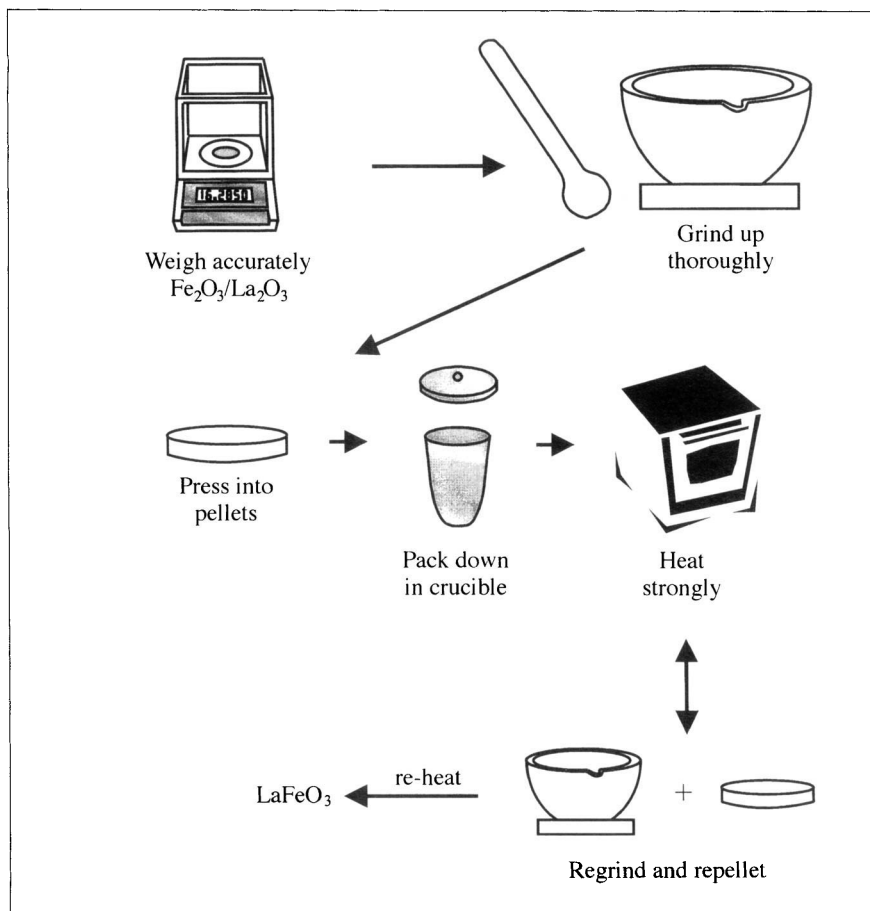 16.2850
Weigh accurately
Fe₂O₃/La₂O₃
Grind up
thoroughly
Press into
pellets
Pack down
in crucible
Heat
strongly
LaFeO₃
re-heat
+
Regrind and repellet